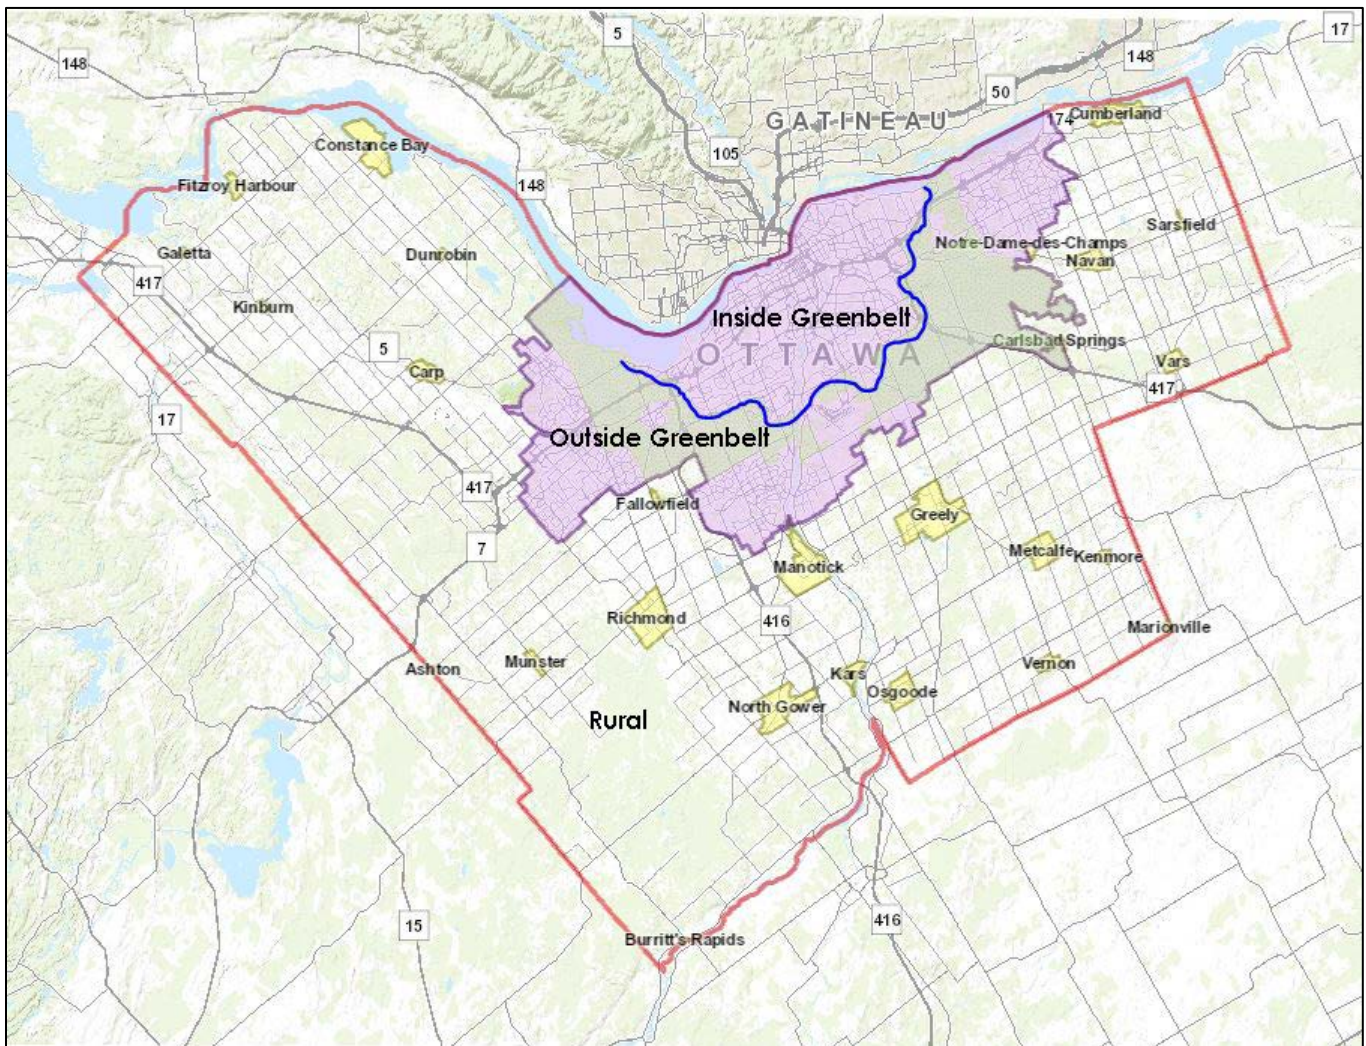 5
17
148
148
50
GATINEAU
174
Cumberland
Constance Bay
105
148
Fitzroy Harbour
Sarsfield
Notre-Dame-des-Champs
Galetta
Dunrobin
Navan
417
Kinburn
Inside Greenbelt
5
OTTAWA
Carlsbad Springs
Carp
Vars
417
17
Outside Greenbelt
417
Fallowfield
Greely
7
Metcalfe
Kenmore
Manotick
Richmond
416
Marionville
Ashton
Munster
Vernon
Kars
Osgoode
North Gower
Rural
15
416
Burritt's Rapids